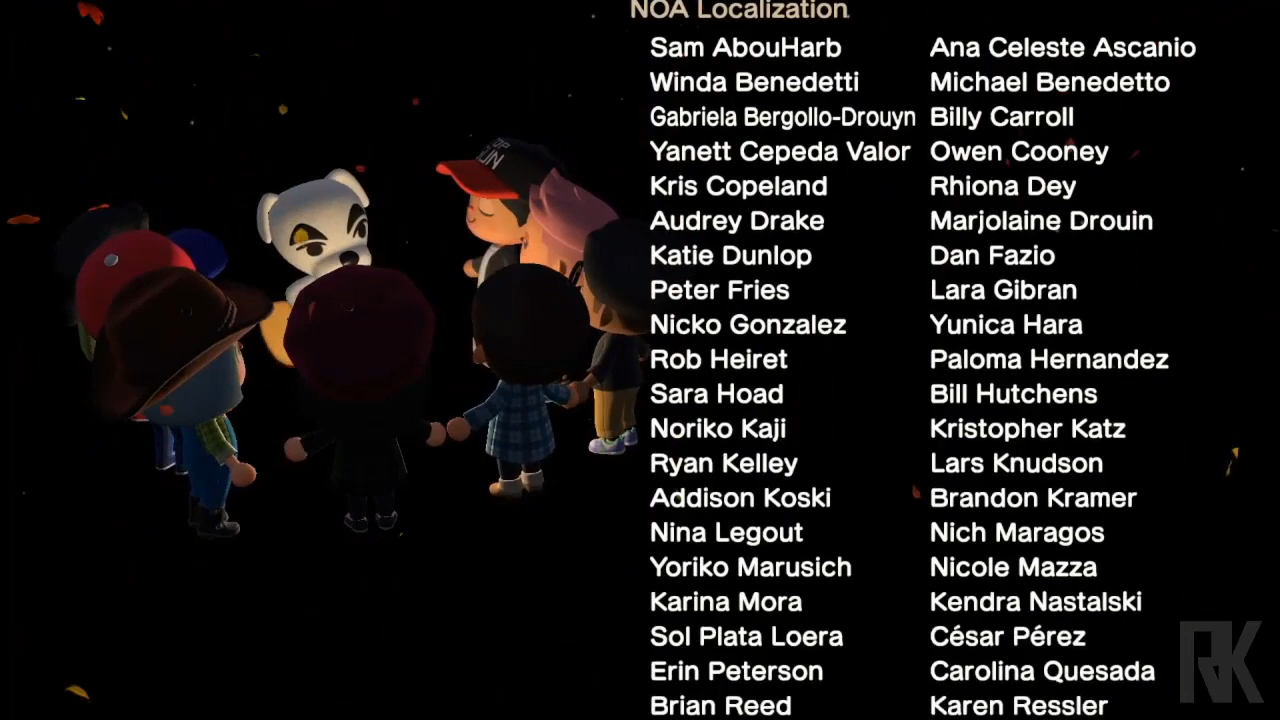 NOA Localization
Sam AbouHarb Ana Celeste Ascanio
Winda Benedetti Michael Benedetto
Gabriela Bergollo-Drouyn Billy Carroll
Yanett Cepeda Valor Owen Cooney
Kris Copeland Rhiona Dey
Audrey Drake Marjolaine Drouin
Katie Dunlop Dan Fazio
Peter Fries Lara Gibran
Nicko Gonzalez Yunica Hara
Rob Heiret Paloma Hernandez
Sara Hoad Bill Hutchens
Noriko Kaji Kristopher Katz
Ryan Kelley Lars Knudson
Addison Koski Brandon Kramer
Nina Legout Nich Maragos
Yoriko Marusich Nicole Mazza
Karina Mora Kendra Nastalski
Sol Plata Loera César Pérez
Erin Peterson Carolina Quesada
Brian Reed Karen Ressler
RK